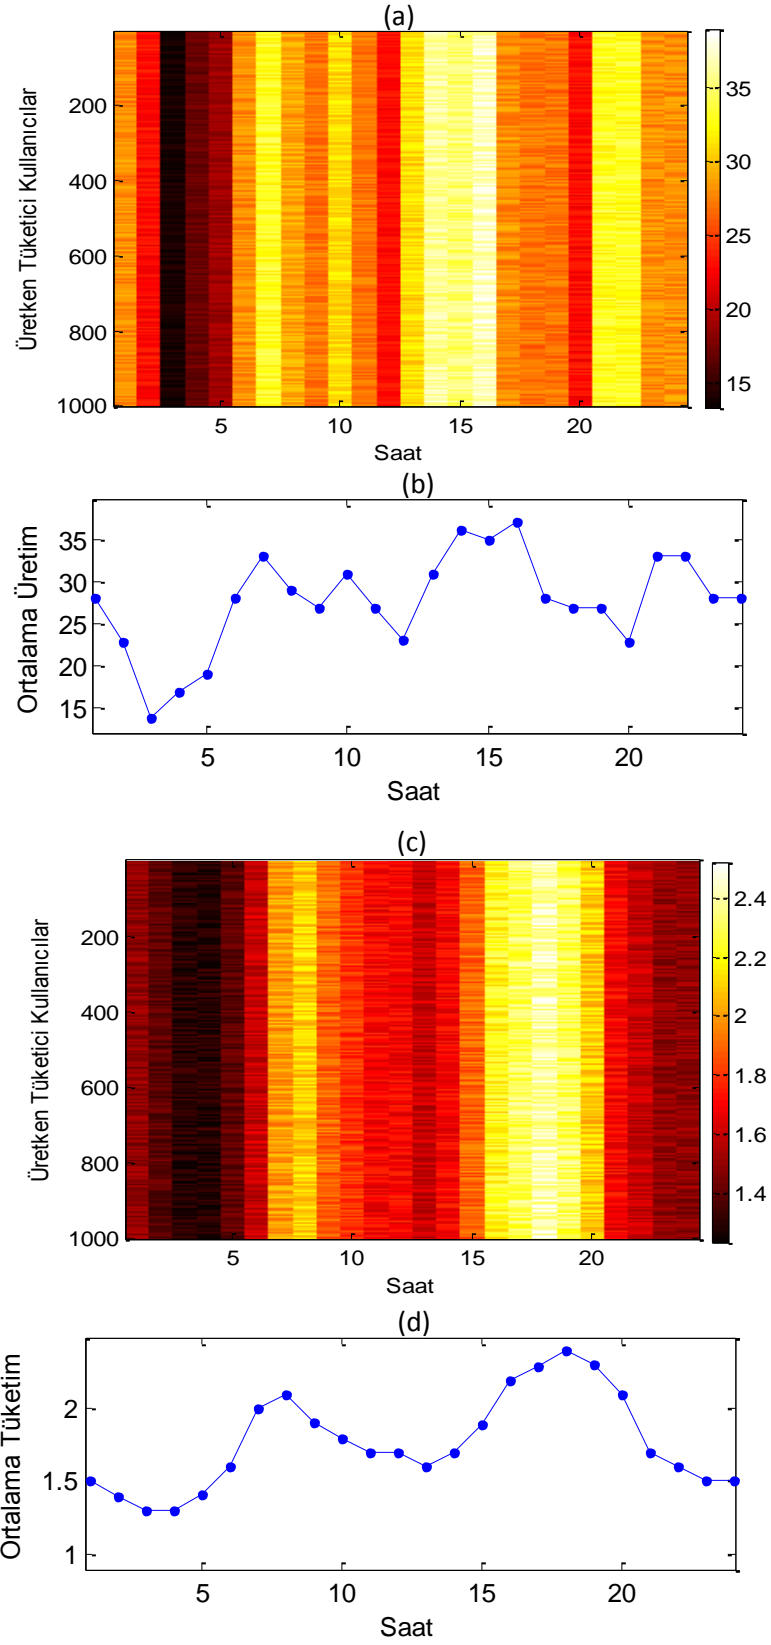 (a)
Üretken Tüketici Kullanıcılar
200
400
600
800
1000
5 10 15 20
Saat
35
30
25
20
15
(b)
Ortalama Üretim
35
30
25
20
15
5 10 15 20
Saat
(c)
Üretken Tüketici Kullanıcılar
200
400
600
800
1000
5 10 15 20
Saat
2.4
2.2
2
1.8
1.6
1.4
(d)
Ortalama Tüketim
2
1.5
1
5 10 15 20
Saat